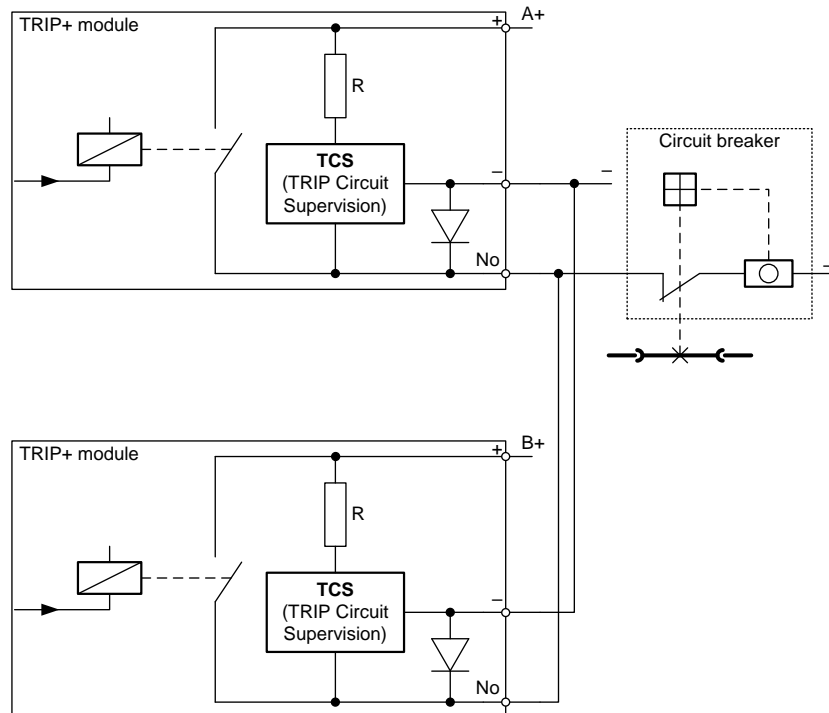 TRIP+ module
+
A+
R
Circuit breaker
TCS
(TRIP Circuit
Supervision)
–
–
No
–
TRIP+ module
+
B+
R
TCS
(TRIP Circuit
Supervision)
–
No